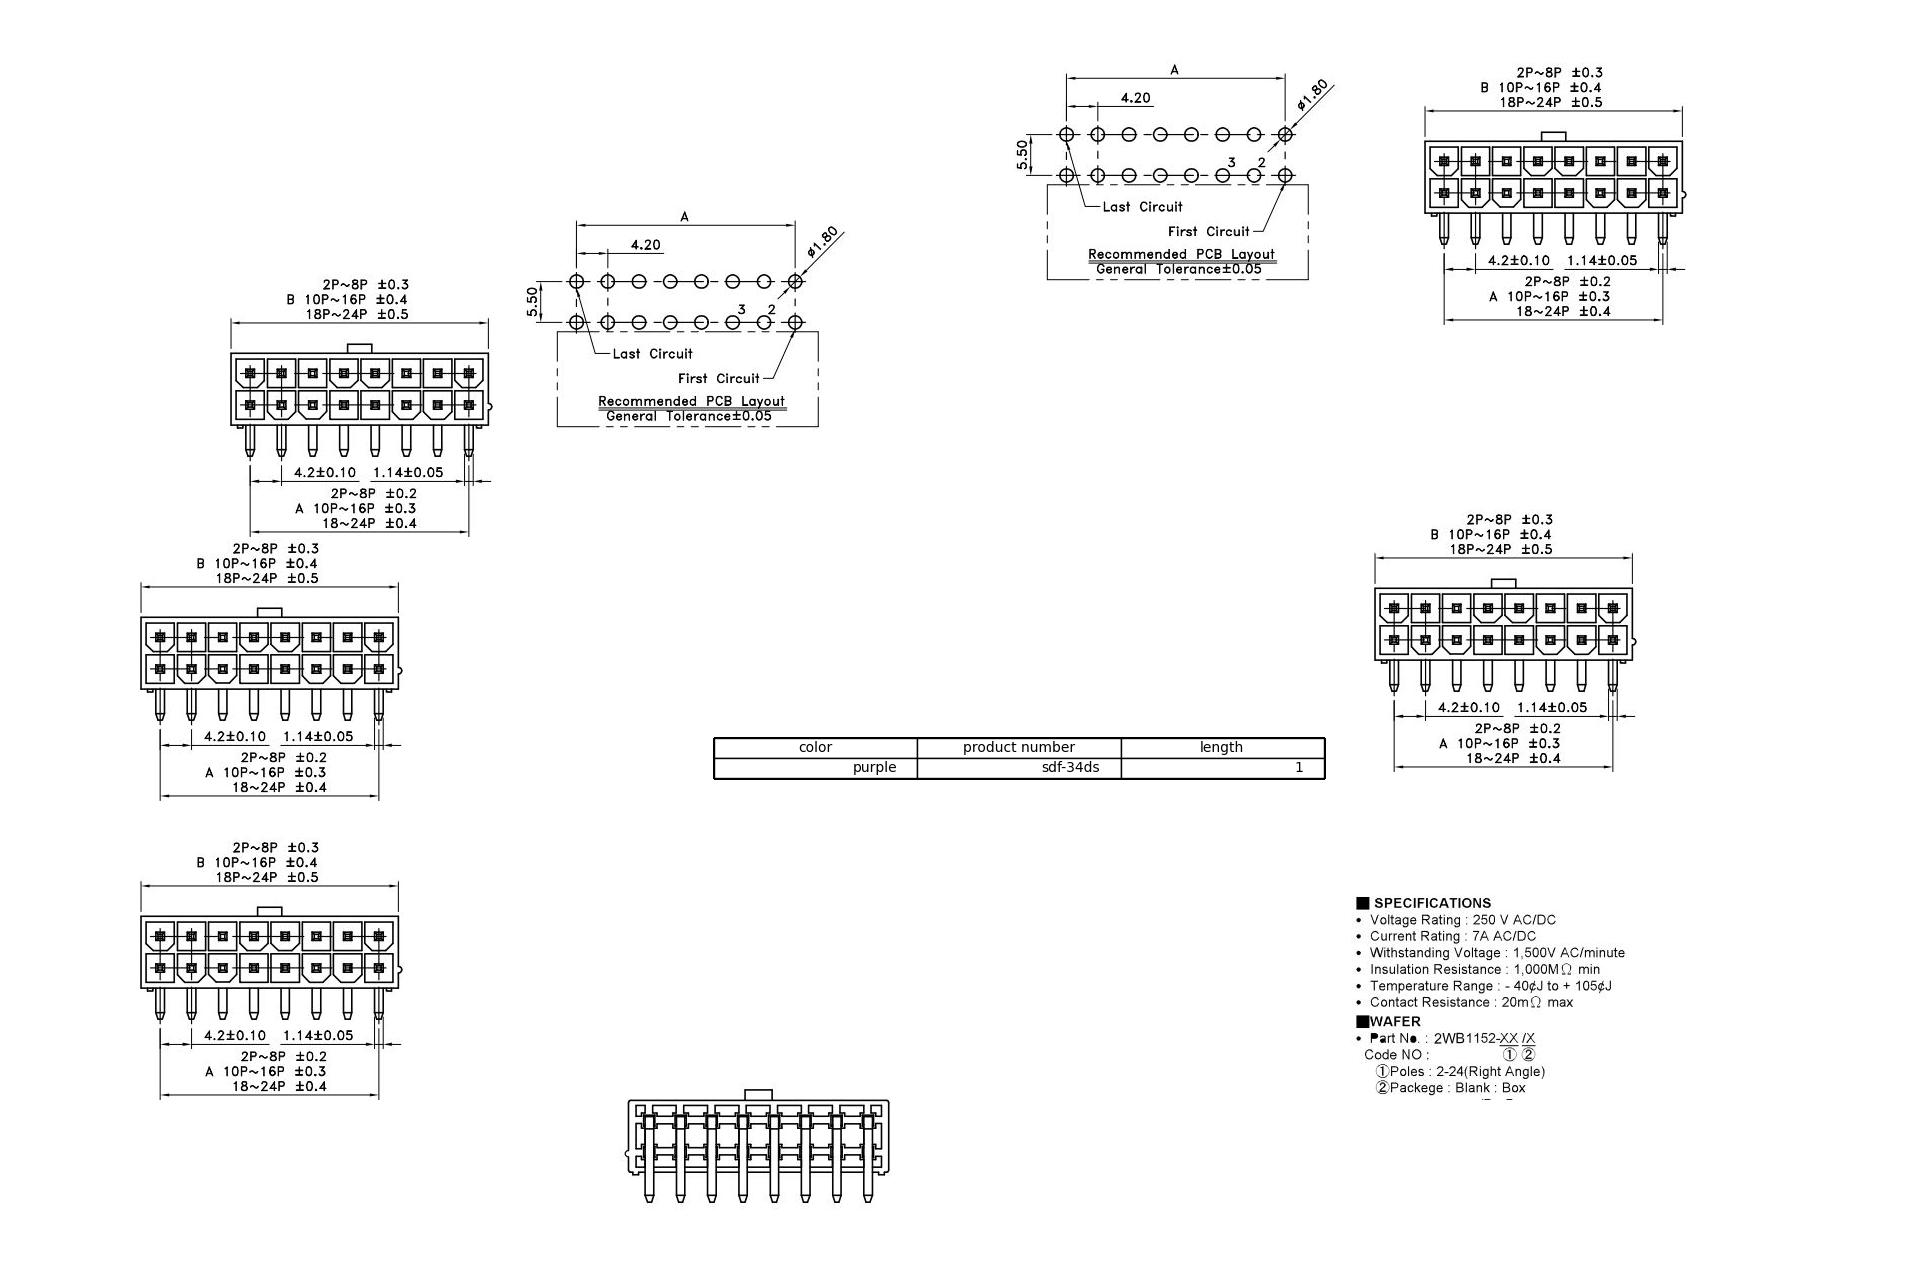 A
4.20
ø1.80
5.50
3 2
Last Circuit
First Circuit
Recommended PCB Layout
General Tolerance±0.05
2P~8P ±0.3
B 10P~16P ±0.4
18P~24P ±0.5
4.2±0.10 1.14±0.05
2P~8P ±0.2
A 10P~16P ±0.3
18~24P ±0.4
A
4.20
ø1.80
5.50
3 2
Last Circuit
First Circuit
Recommended PCB Layout
General Tolerance±0.05
2P~8P ±0.3
B 10P~16P ±0.4
18P~24P ±0.5
4.2±0.10 1.14±0.05
2P~8P ±0.2
A 10P~16P ±0.3
18~24P ±0.4
2P~8P ±0.3
B 10P~16P ±0.4
18P~24P ±0.5
4.2±0.10 1.14±0.05
2P~8P ±0.2
A 10P~16P ±0.3
18~24P ±0.4
2P~8P ±0.3
B 10P~16P ±0.4
18P~24P ±0.5
4.2±0.10 1.14±0.05
2P~8P ±0.2
A 10P~16P ±0.3
18~24P ±0.4
color product number length
purple sdf-34ds 1
2P~8P ±0.3
B 10P~16P ±0.4
18P~24P ±0.5
4.2±0.10 1.14±0.05
2P~8P ±0.2
A 10P~16P ±0.3
18~24P ±0.4
■ SPECIFICATIONS
• Voltage Rating : 250 V AC/DC
• Current Rating : 7A AC/DC
• Withstanding Voltage : 1,500V AC/minute
• Insulation Resistance : 1,000MΩ min
• Temperature Range : - 40¢J to + 105¢J
• Contact Resistance : 20mΩ max
■WAFER
• Part No. : 2WB1152-XX /X
Code NO : ① ②
①Poles : 2-24(Right Angle)
②Packege : Blank : Box